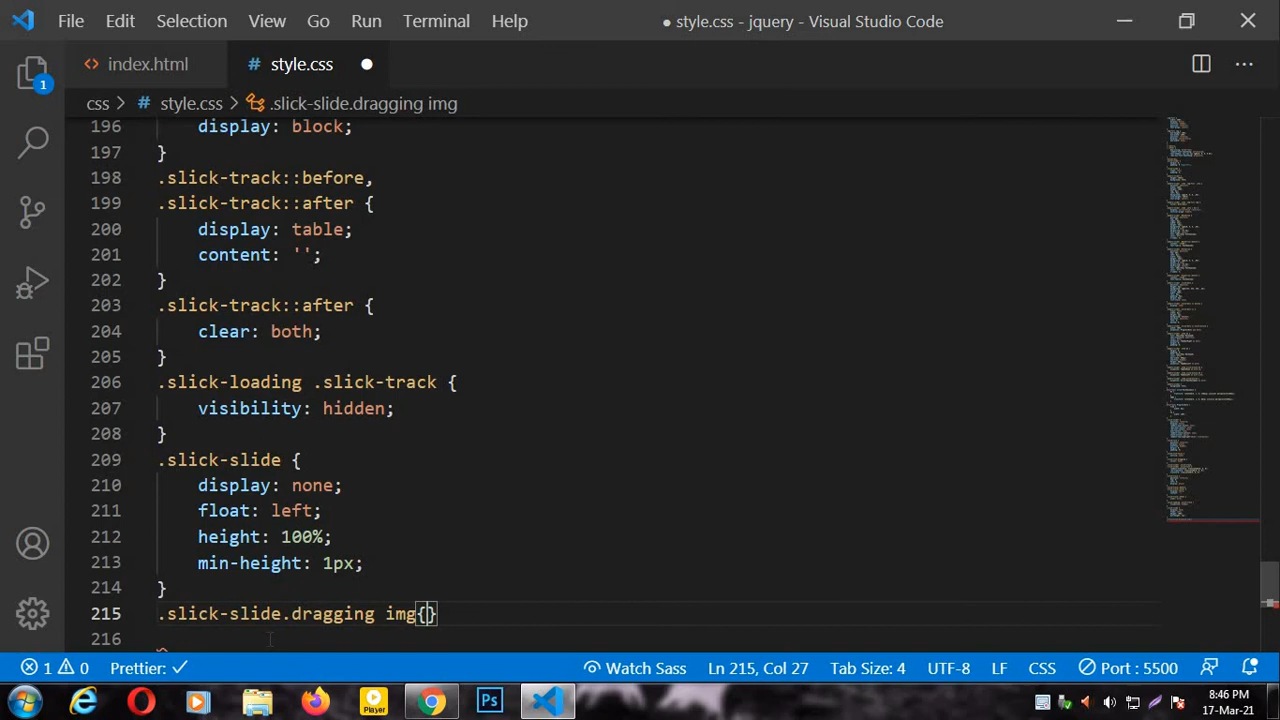 File Edit Selection View Go Run Terminal Help ● style.css - jquery - Visual Studio Code
<> index.html # style.css ●
css > # style.css > .slick-slide.dragging img
1
196 display: block;
197 }
198 .slick-track::before,
199 .slick-track::after {
200 display: table;
201 content: '';
202 }
203 .slick-track::after {
204 clear: both;
205 }
206 .slick-loading .slick-track {
207 visibility: hidden;
208 }
209 .slick-slide {
210 display: none;
211 float: left;
212 height: 100%;
213 min-height: 1px;
214 }
215 .slick-slide.dragging img{}
216
1 0 Prettier: ✓ Watch Sass Ln 215, Col 27 Tab Size: 4 UTF-8 LF CSS Port : 5500
Player Ps 8:46 PM
17-Mar-21